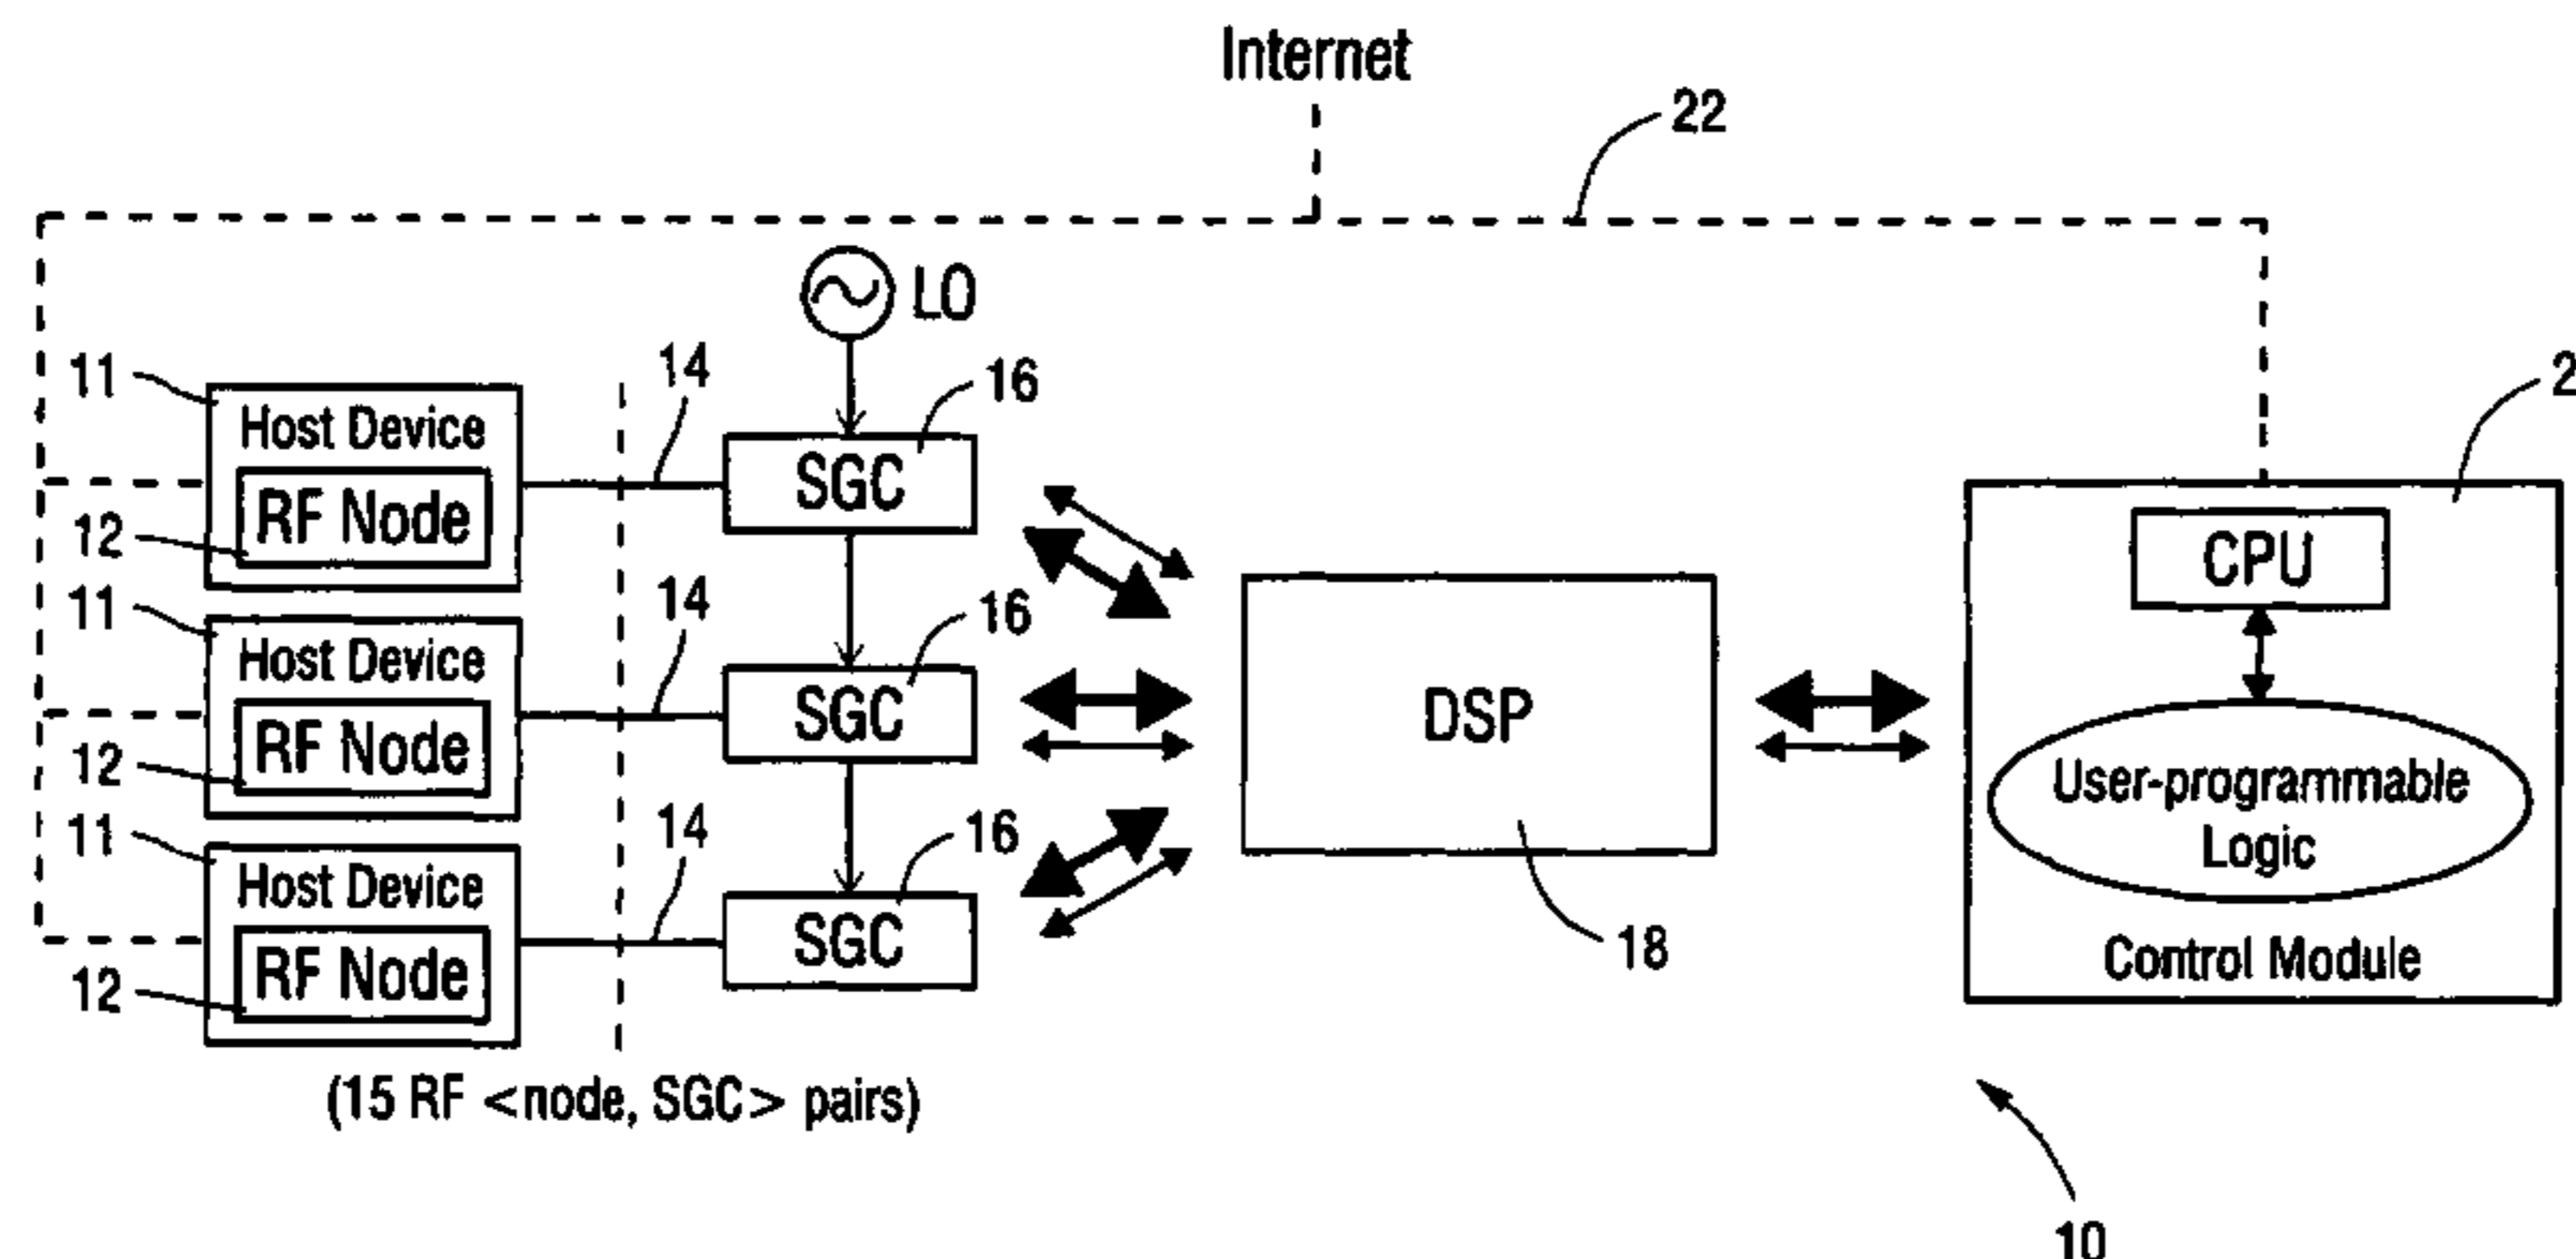 Internet
22
LO
11
Host Device
RF Node
12
14
16
SGC
11
Host Device
RF Node
12
14
16
SGC
11
Host Device
RF Node
12
14
16
SGC
DSP
18
CPU
User-programmable
Logic
Control Module
(15 RF <node, SGC> pairs)
10